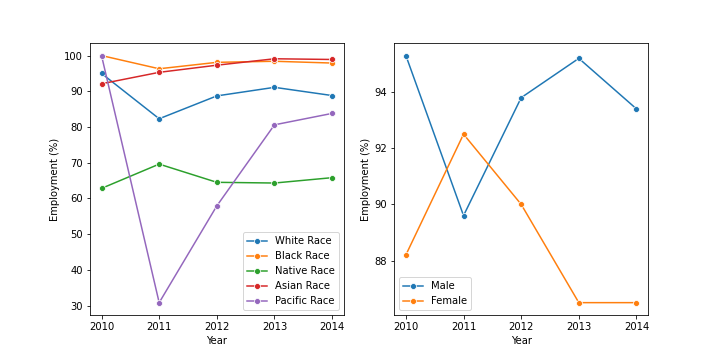 100
90
80
70
60
50
40
30
Employment (%)
2010 2011 2012 2013 2014
Year
White Race
Black Race
Native Race
Asian Race
Pacific Race
94
92
90
88
Employment (%)
2010 2011 2012 2013 2014
Year
Male
Female